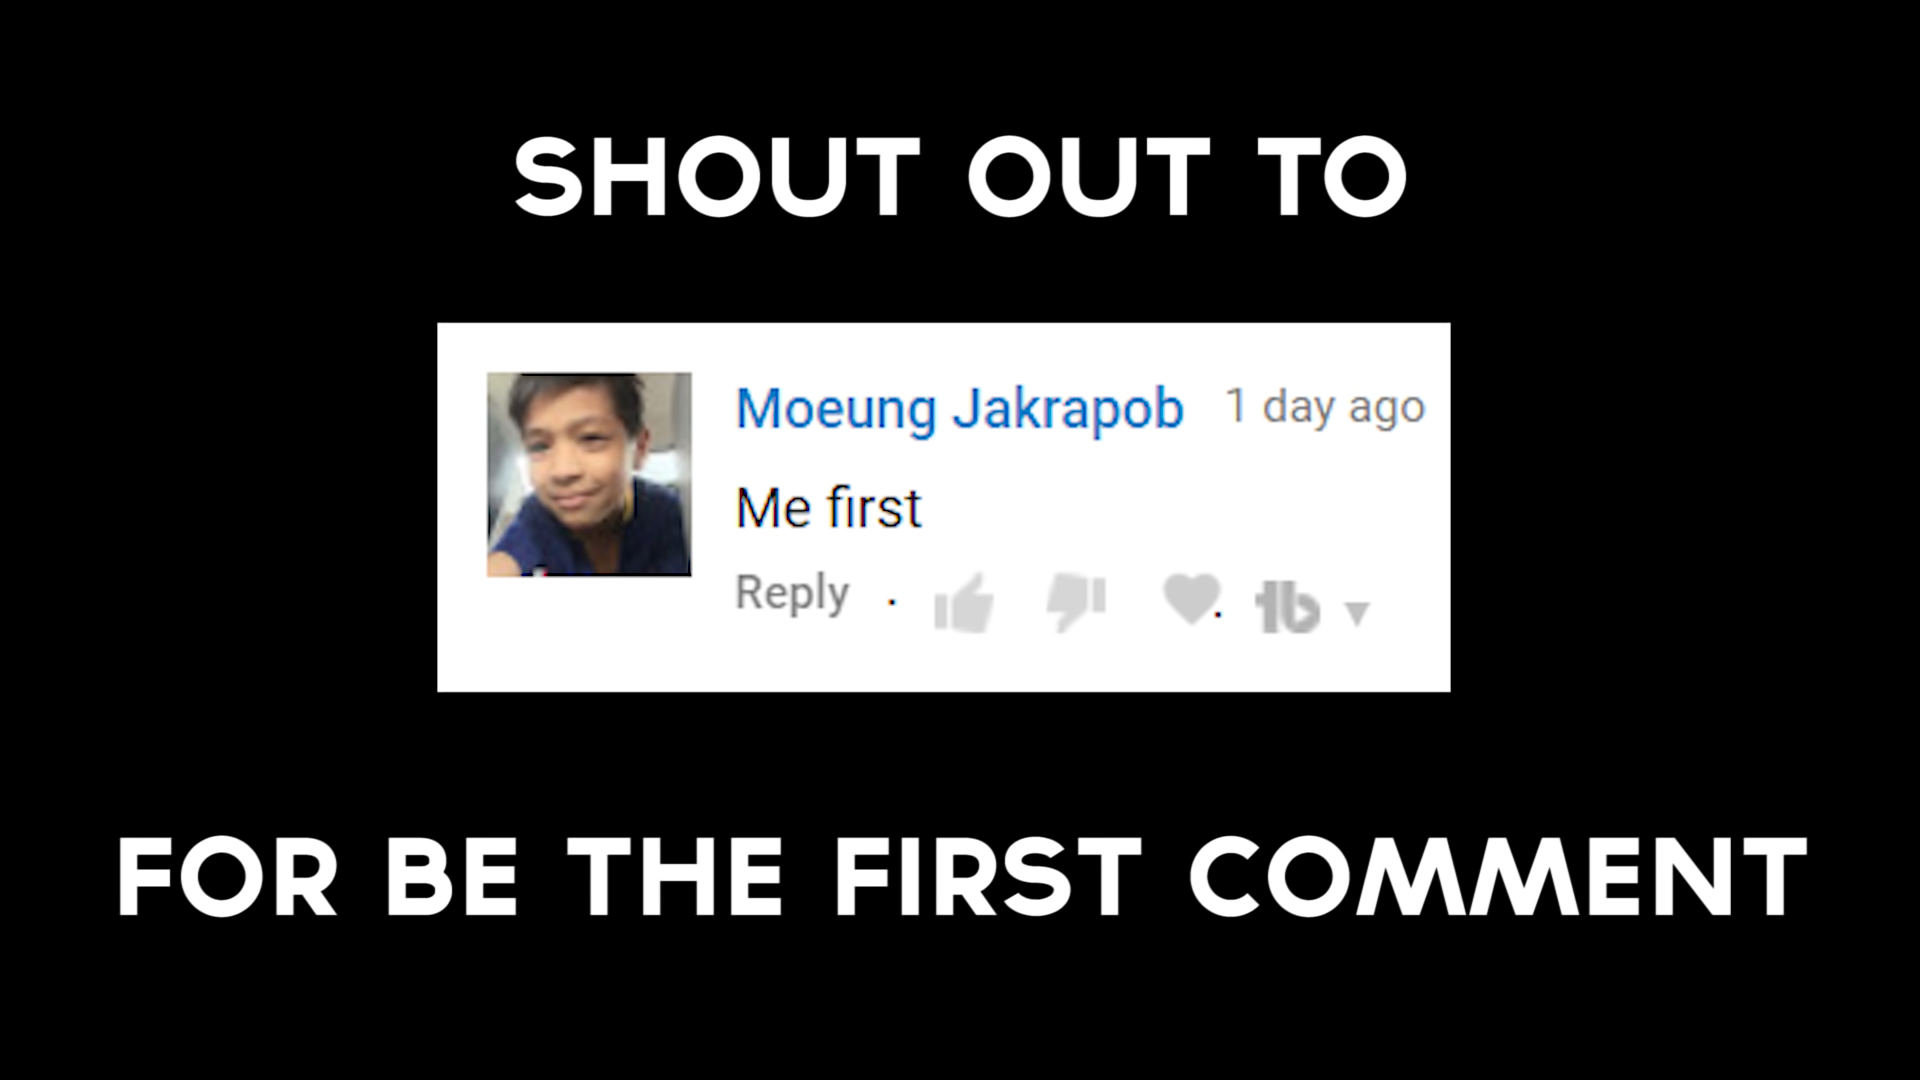 SHOUT OUT TO
Moeung Jakrapob 1 day ago
Me first
Reply
FOR BE THE FIRST COMMENT